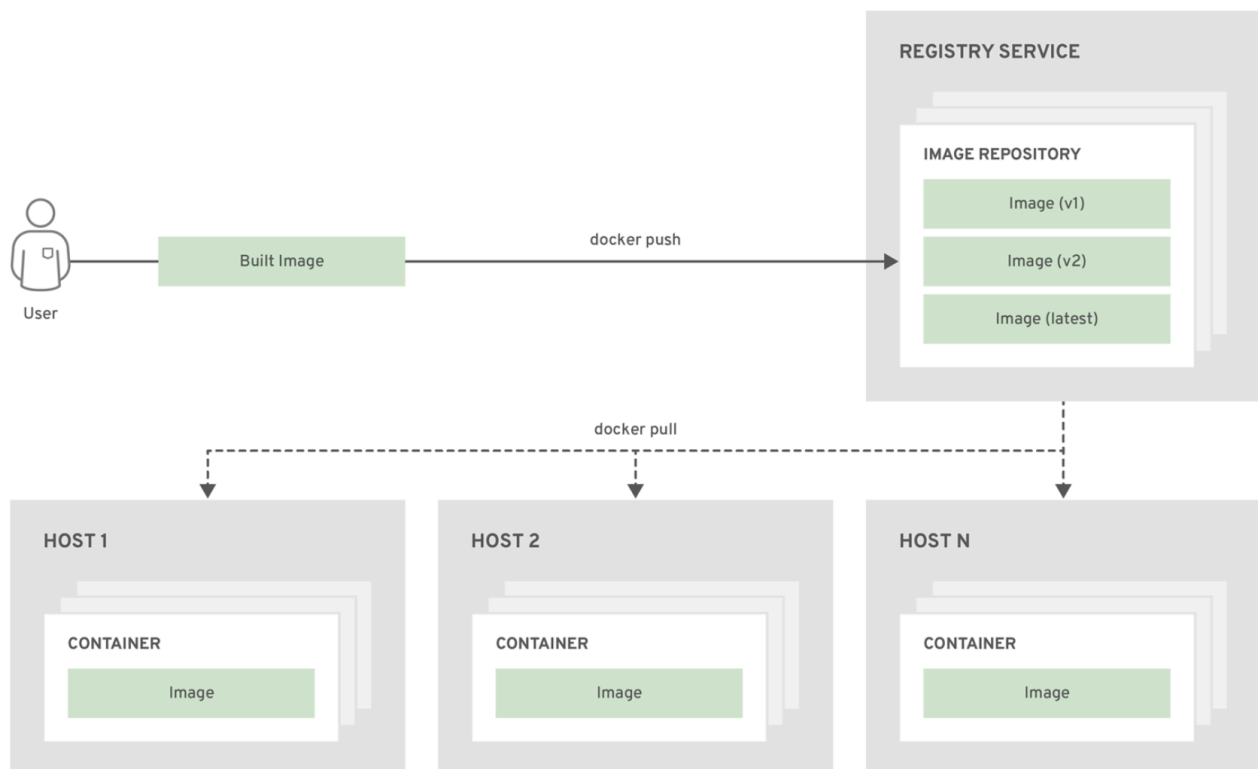 REGISTRY SERVICE
IMAGE REPOSITORY
Image (v1)
Image (v2)
Image (latest)
User
Built Image
docker push
docker pull
HOST 1
CONTAINER
Image
HOST 2
CONTAINER
Image
HOST N
CONTAINER
Image